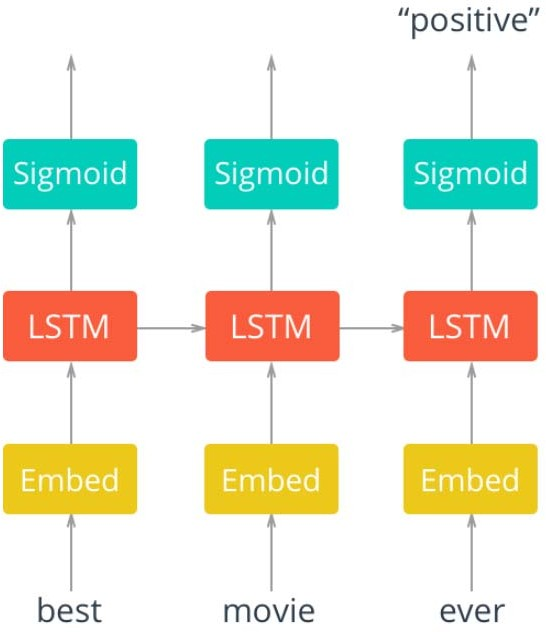 “positive”
Sigmoid Sigmoid Sigmoid
LSTM LSTM LSTM
Embed Embed Embed
best movie ever